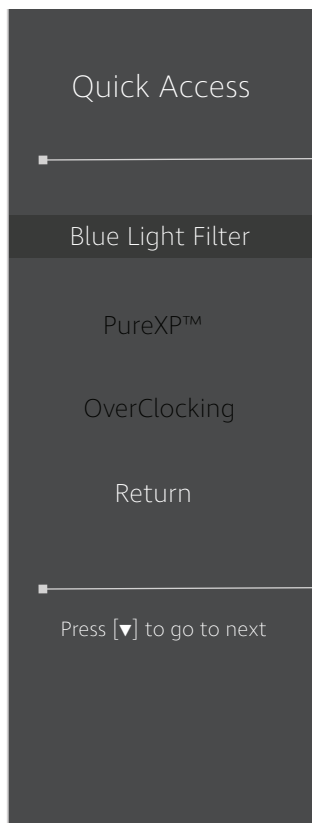 Quick Access
Blue Light Filter
PureXP™
OverClocking
Return
Press [▼] to go to next